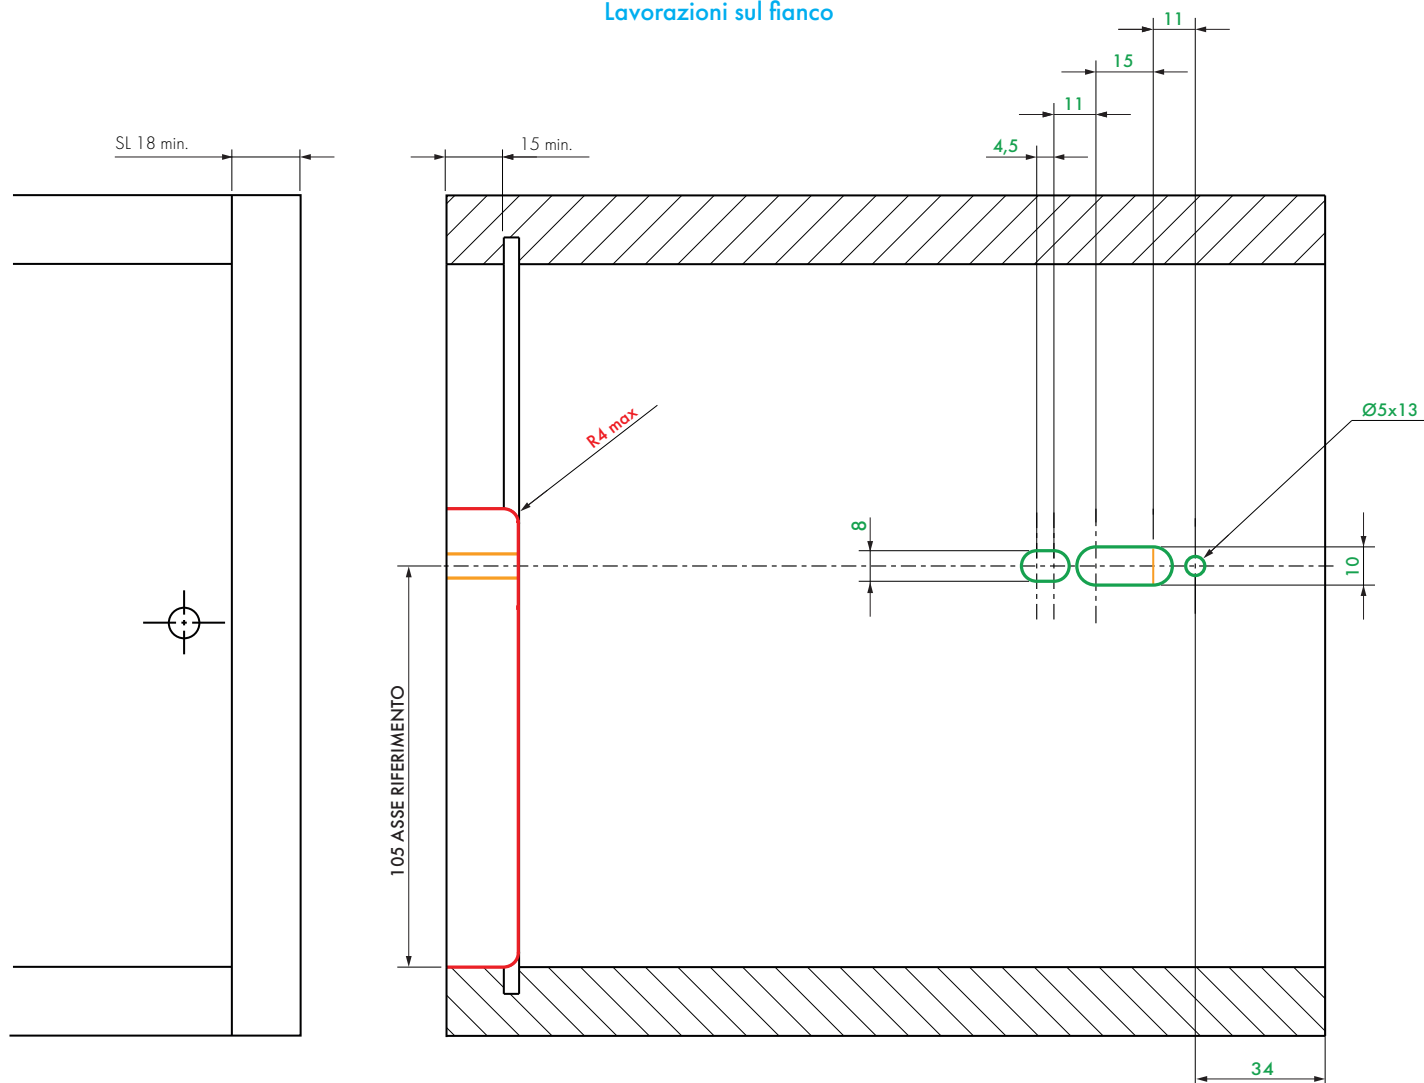 Lavorazioni sul fianco
11
15
11
4,5
SL 18 min.
15 min.
R4 max
Ø5x13
8
10
105 ASSE RIFERIMENTO
34